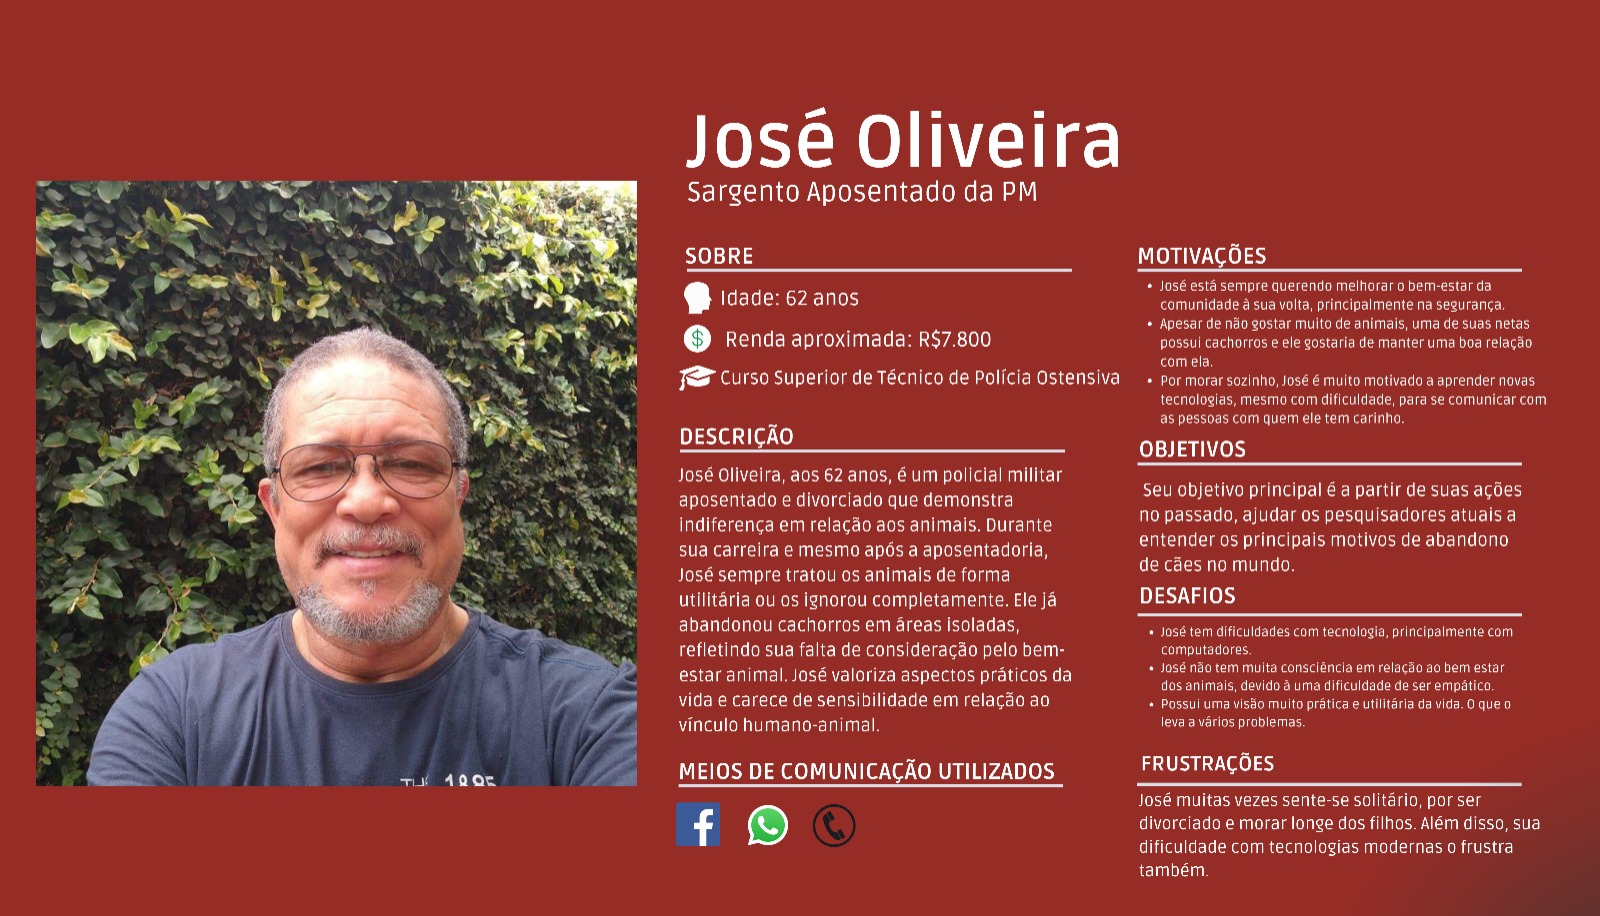 José Oliveira
Sargento Aposentado da PM
SOBRE
Idade: 62 anos
$ Renda aproximada: R$7.800
Curso Superior de Técnico de Polícia Ostensiva
DESCRIÇÃO
José Oliveira, aos 62 anos, é um policial militar
aposentado e divorciado que demonstra
indiferença em relação aos animais. Durante
sua carreira e mesmo após a aposentadoria,
José sempre tratou os animais de forma
utilitária ou os ignorou completamente. Ele já
abandonou cachorros em áreas isoladas,
refletindo sua falta de consideração pelo bem-
estar animal. José valoriza aspectos práticos da
vida e carece de sensibilidade em relação ao
vínculo humano-animal.
MEIOS DE COMUNICAÇÃO UTILIZADOS
MOTIVAÇÕES
• José está sempre querendo melhorar o bem-estar da
comunidade à sua volta, principalmente na segurança.
• Apesar de não gostar muito de animais, uma de suas netas
possui cachorros e ele gostaria de manter uma boa relação
com ela.
• Por morar sozinho, José é muito motivado a aprender novas
tecnologias, mesmo com dificuldade, para se comunicar com
as pessoas com quem ele tem carinho.
OBJETIVOS
Seu objetivo principal é a partir de suas ações
no passado, ajudar os pesquisadores atuais a
entender os principais motivos de abandono
de cães no mundo.
DESAFIOS
• José tem dificuldades com tecnologia, principalmente com
computadores.
• José não tem muita consciência em relação ao bem estar
dos animais, devido à uma dificuldade de ser empático.
• Possui uma visão muito prática e utilitária da vida. O que o
leva a vários problemas.
FRUSTRAÇÕES
José muitas vezes sente-se solitário, por ser
divorciado e morar longe dos filhos. Além disso, sua
dificuldade com tecnologias modernas o frustra
também.
THE 1895